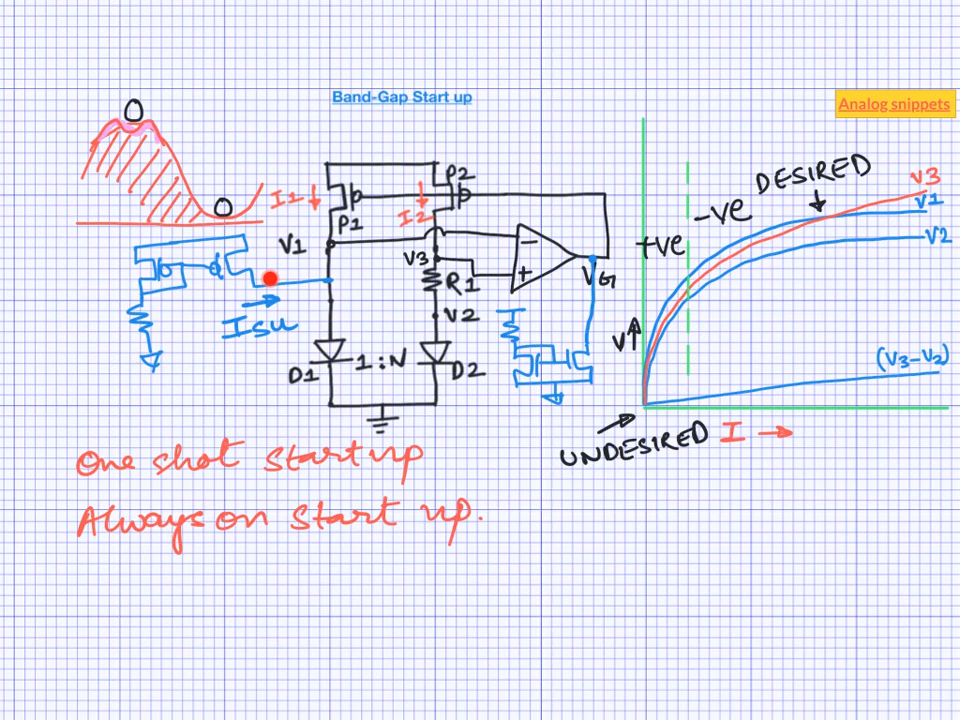 Band-Gap Start up
Analog snippets
I1
P1
I2
P2
V1
V3
R1
V2
D1
1:N
D2
Isu
VG
-
+
DESIRED
-ve
+ve
V3
V1
V2
(V3-V2)
V
UNDESIRED
I
One shot start up
Always on start up.